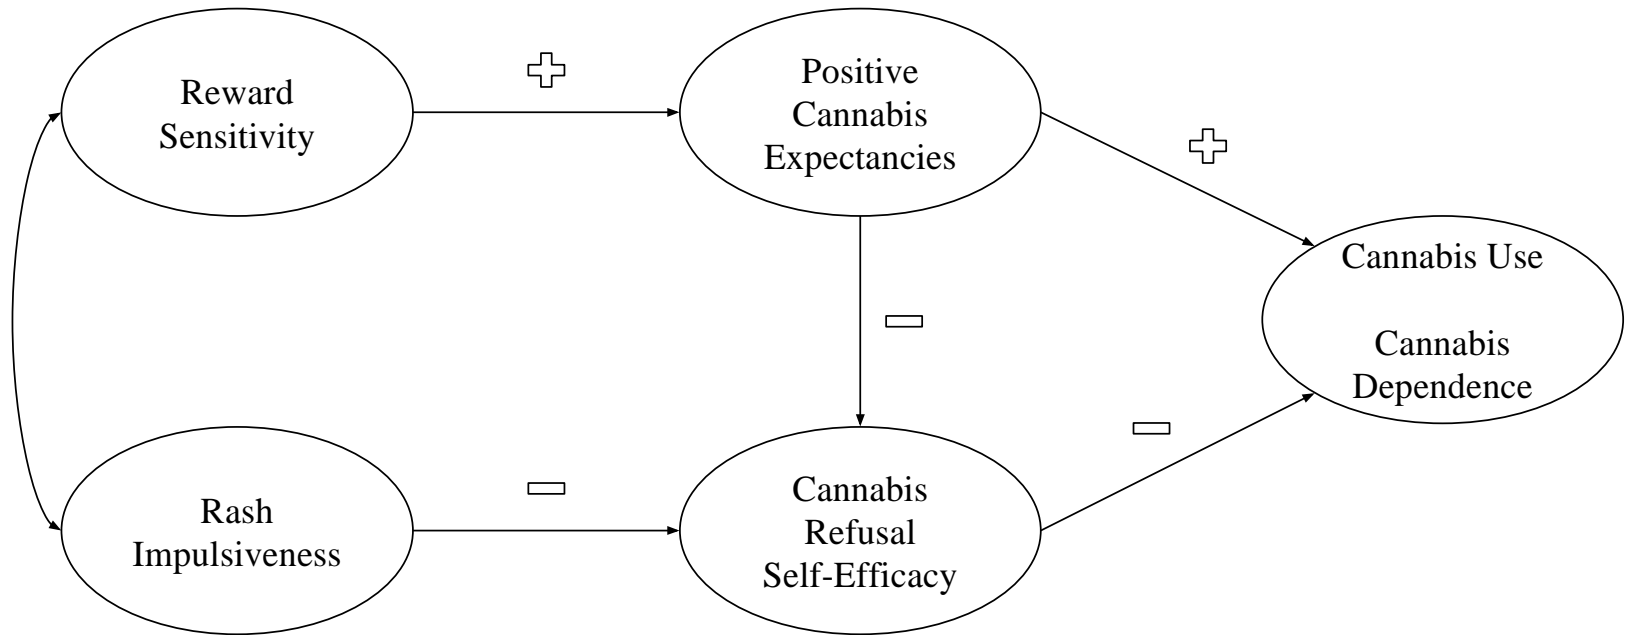 Reward
Sensitivity
Positive
Cannabis
Expectancies
Cannabis Use
Cannabis
Dependence
Rash
Impulsiveness
Cannabis
Refusal
Self-Efficacy